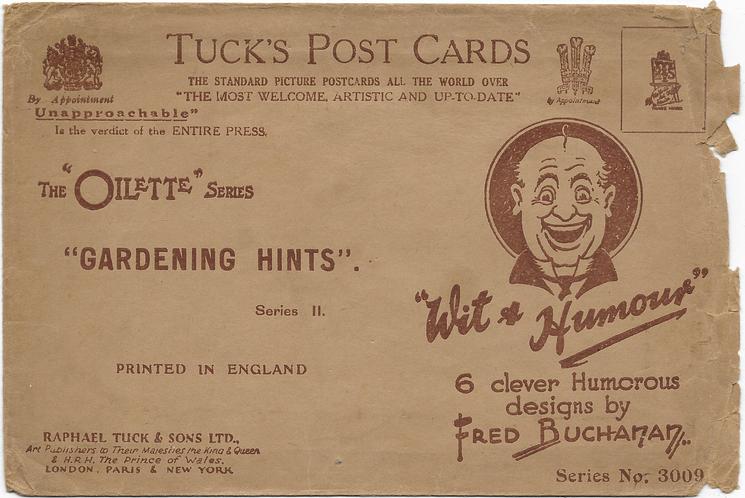 TUCK'S POST CARDS
THE STANDARD PICTURE POSTCARDS ALL THE WORLD OVER
"THE MOST WELCOME, ARTISTIC AND UP-TO-DATE"
By Appointment
by Appointment
Unapproachable"
Is the verdict of the ENTIRE PRESS.
THE "OILETTE" SERIES
"GARDENING HINTS".
Series II.
PRINTED IN ENGLAND
RAPHAEL TUCK & SONS LTD.,
Art Publishers to Their Majesties the King & Queen
& H.R.H. The Prince of Wales.
LONDON, PARIS & NEW YORK
"Wit & Humour"
6 clever Humorous
designs by
FRED BUCHANAN..
Series No. 3009